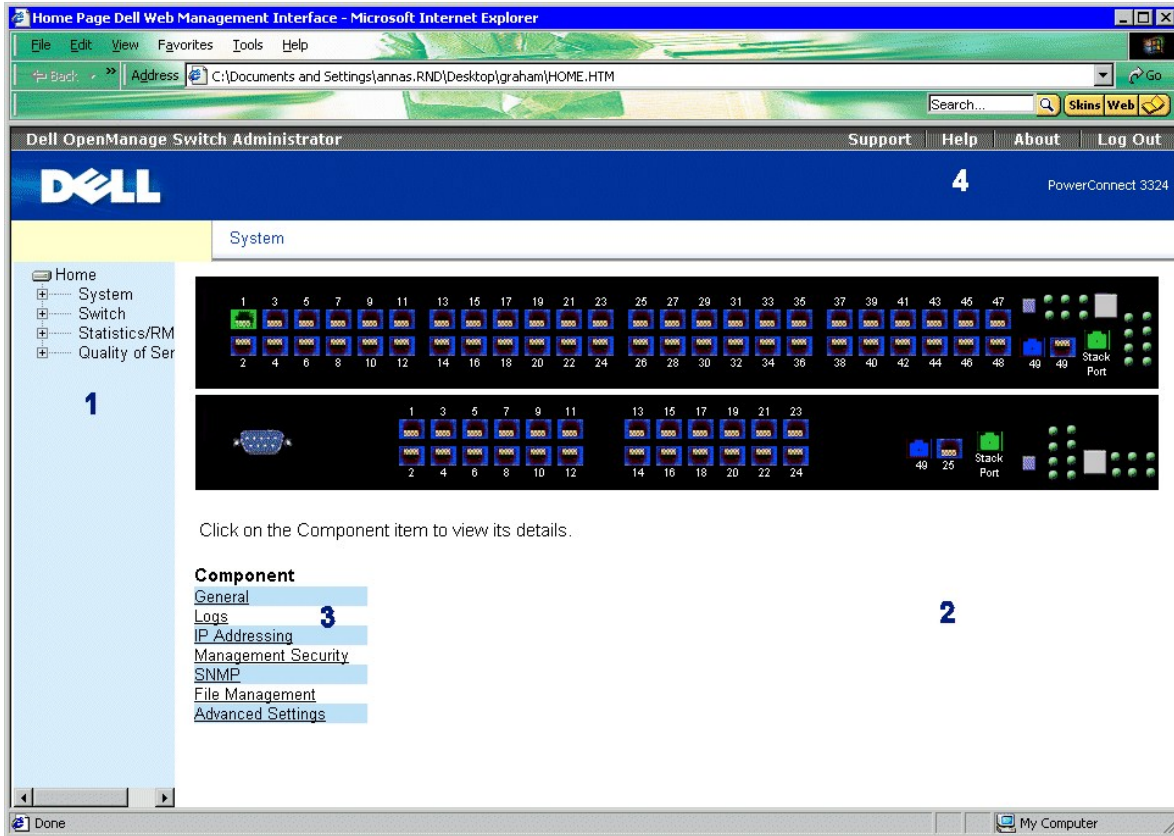 Home Page Dell Web Management Interface - Microsoft Internet Explorer
File Edit View Favorites Tools Help
Back » Address C:\Documents and Settings\annas.RND\Desktop\graham\HOME.HTM Go
Search... Skins Web
Dell OpenManage Switch Administrator Support Help About Log Out
DELL 4 PowerConnect 3324
System
Home
System
Switch
Statistics/RM
Quality of Ser
1
1 3 5 7 9 11 13 15 17 19 21 23 25 27 29 31 33 35 37 39 41 43 45 47
2 4 6 8 10 12 14 16 18 20 22 24 26 28 30 32 34 36 38 40 42 44 46 48 49 49 Stack Port
1 3 5 7 9 11 13 15 17 19 21 23
2 4 6 8 10 12 14 16 18 20 22 24 49 25 Stack Port
6
Click on the Component item to view its details.
Component
General
Logs
3
2
IP Addressing
Management Security
SNMP
File Management
Advanced Settings
Done My Computer